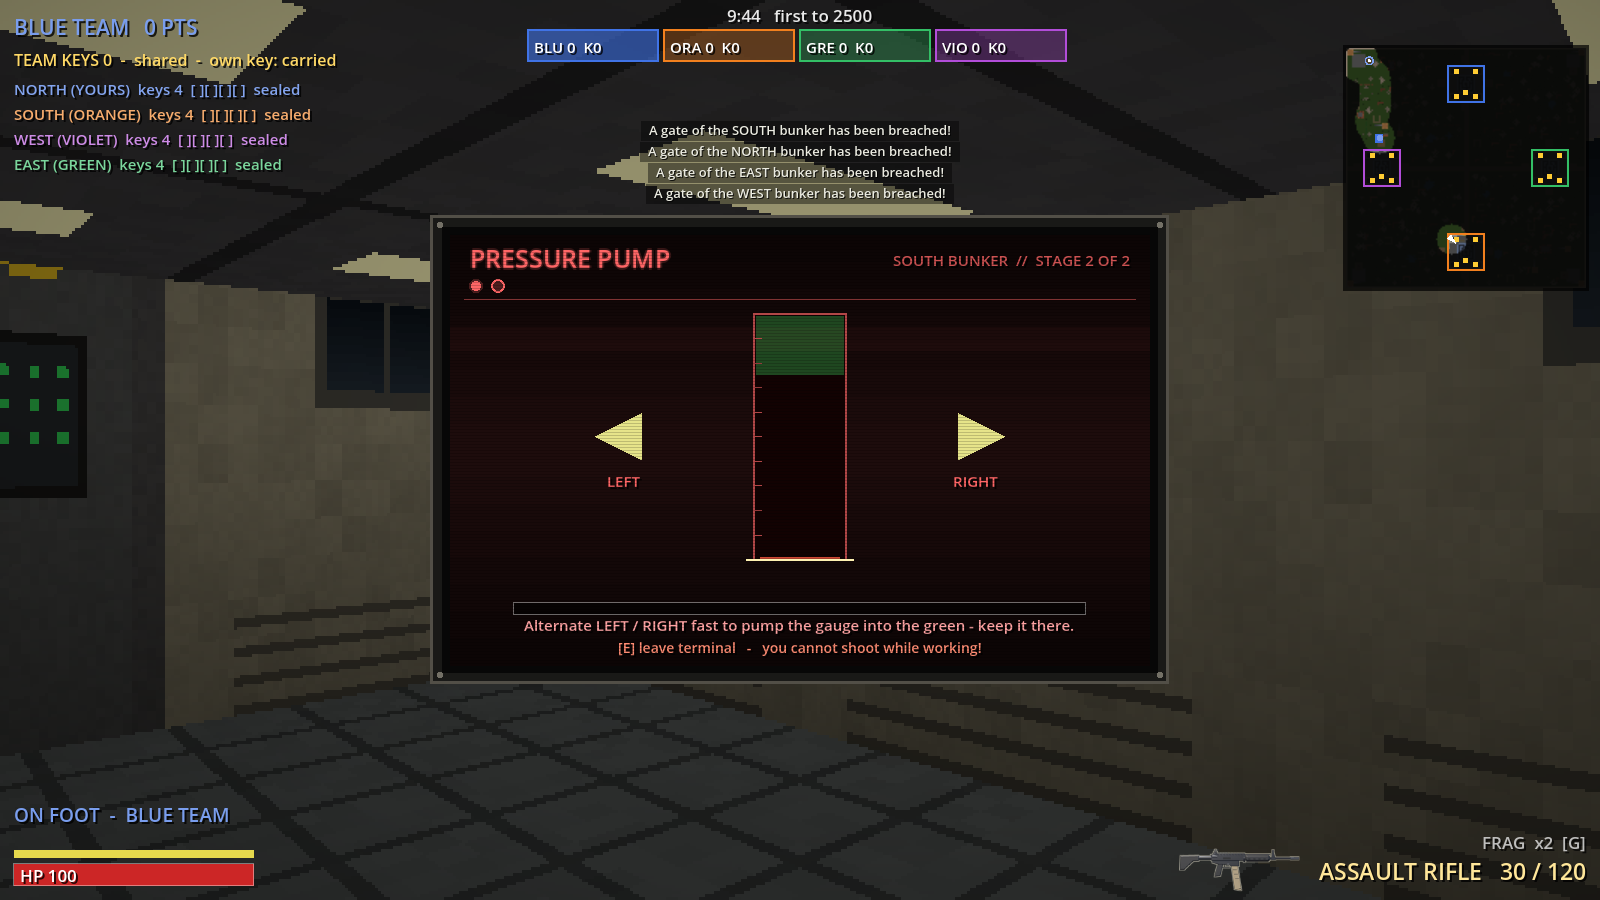 BLUE TEAM 0 PTS
TEAM KEYS 0 - shared - own key: carried
NORTH (YOURS) keys 4 [ ][ ][ ][ ] sealed
SOUTH (ORANGE) keys 4 [ ][ ][ ][ ] sealed
WEST (VIOLET) keys 4 [ ][ ][ ][ ] sealed
EAST (GREEN) keys 4 [ ][ ][ ][ ] sealed
9:44 first to 2500
BLU 0 K0
ORA 0 K0
GRE 0 K0
VIO 0 K0
A gate of the SOUTH bunker has been breached!
A gate of the NORTH bunker has been breached!
A gate of the EAST bunker has been breached!
A gate of the WEST bunker has been breached!
PRESSURE PUMP
SOUTH BUNKER // STAGE 2 OF 2
LEFT
RIGHT
Alternate LEFT / RIGHT fast to pump the gauge into the green - keep it there.
[E] leave terminal - you cannot shoot while working!
ON FOOT - BLUE TEAM
HP 100
FRAG x2 [G]
ASSAULT RIFLE 30 / 120